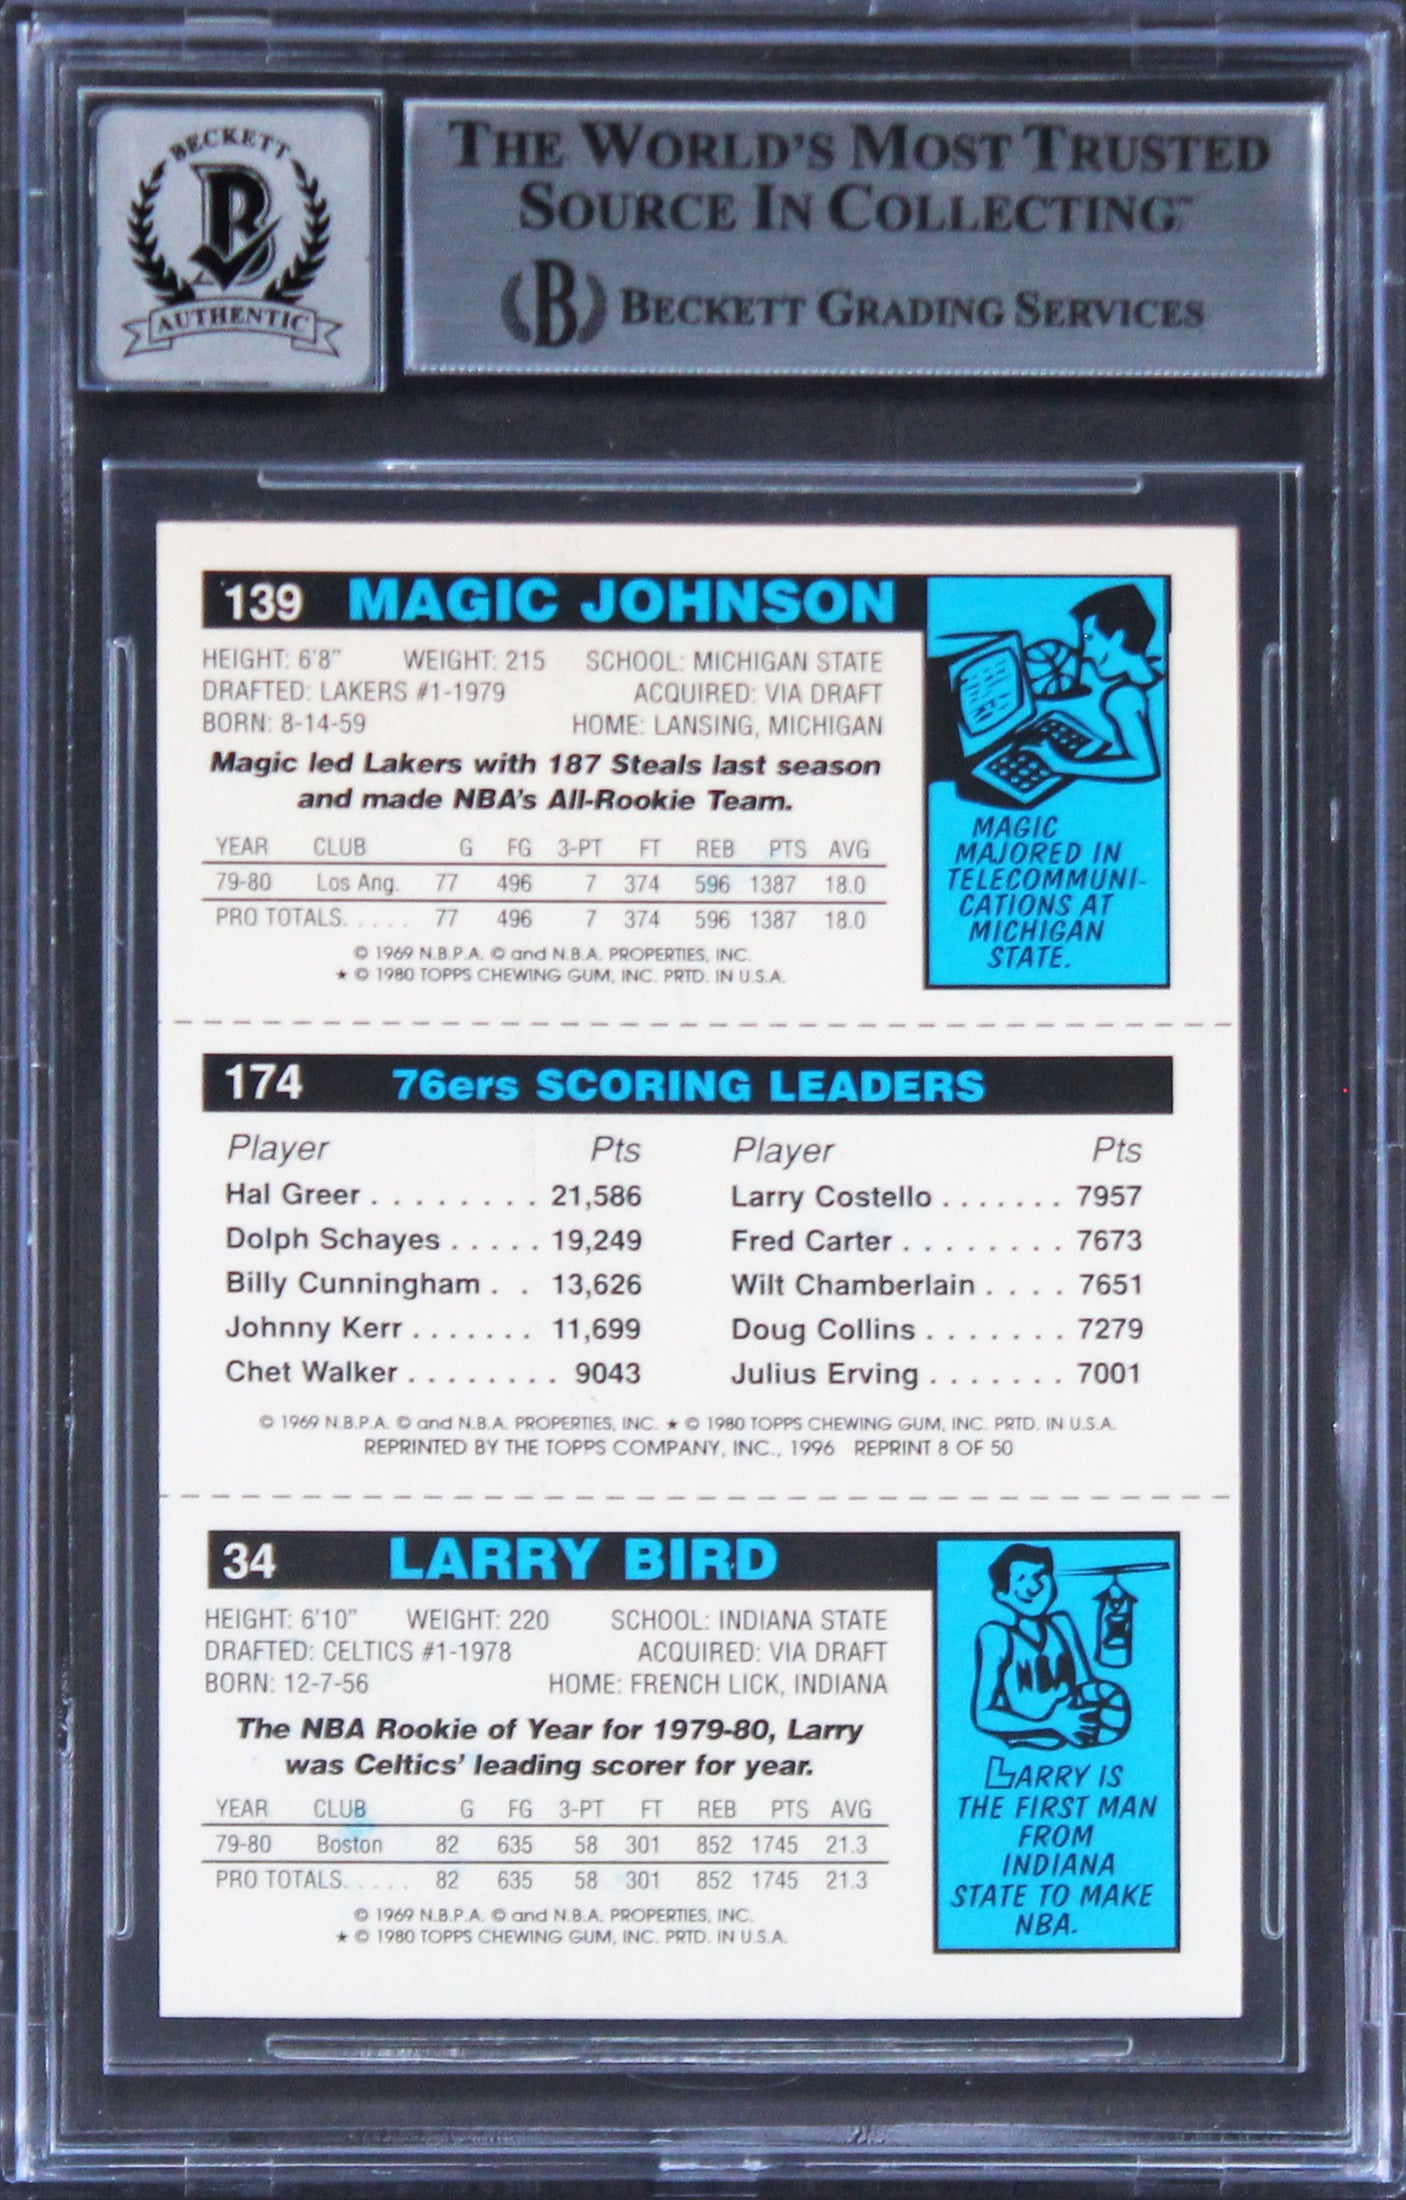 BECKETT
B
AUTHENTIC
THE WORLD'S MOST TRUSTED
SOURCE IN COLLECTING™
B BECKETT GRADING SERVICES
139 MAGIC JOHNSON
HEIGHT: 6'8" WEIGHT: 215 SCHOOL: MICHIGAN STATE
DRAFTED: LAKERS #1-1979 ACQUIRED: VIA DRAFT
BORN: 8-14-59 HOME: LANSING, MICHIGAN
Magic led Lakers with 187 Steals last season
and made NBA's All-Rookie Team.
YEAR CLUB G FG 3-PT FT REB PTS AVG
79-80 Los Ang. 77 496 7 374 596 1387 18.0
PRO TOTALS. . . . . 77 496 7 374 596 1387 18.0
© 1969 N.B.P.A. © and N.B.A. PROPERTIES, INC.
★ © 1980 TOPPS CHEWING GUM, INC. PRTD. IN U.S.A.
MAGIC
MAJORED IN
TELECOMMUNI-
CATIONS AT
MICHIGAN
STATE.
174 76ers SCORING LEADERS
Player Pts Player Pts
Hal Greer . . . . . . . . . 21,586 Larry Costello . . . . . . . 7957
Dolph Schayes . . . . . 19,249 Fred Carter . . . . . . . . . 7673
Billy Cunningham . . 13,626 Wilt Chamberlain . . . . 7651
Johnny Kerr . . . . . . . 11,699 Doug Collins . . . . . . . 7279
Chet Walker . . . . . . . . 9043 Julius Erving . . . . . . . 7001
© 1969 N.B.P.A. © and N.B.A. PROPERTIES, INC. ★ © 1980 TOPPS CHEWING GUM, INC. PRTD. IN U.S.A.
REPRINTED BY THE TOPPS COMPANY, INC., 1996 REPRINT 8 OF 50
34 LARRY BIRD
HEIGHT: 6'10" WEIGHT: 220 SCHOOL: INDIANA STATE
DRAFTED: CELTICS #1-1978 ACQUIRED: VIA DRAFT
BORN: 12-7-56 HOME: FRENCH LICK, INDIANA
The NBA Rookie of Year for 1979-80, Larry
was Celtics' leading scorer for year.
YEAR CLUB G FG 3-PT FT REB PTS AVG
79-80 Boston 82 635 58 301 852 1745 21.3
PRO TOTALS. . . . . 82 635 58 301 852 1745 21.3
© 1969 N.B.P.A. © and N.B.A. PROPERTIES, INC.
★ © 1980 TOPPS CHEWING GUM, INC. PRTD. IN U.S.A.
NBA
LARRY IS
THE FIRST MAN
FROM
INDIANA
STATE TO MAKE
NBA.